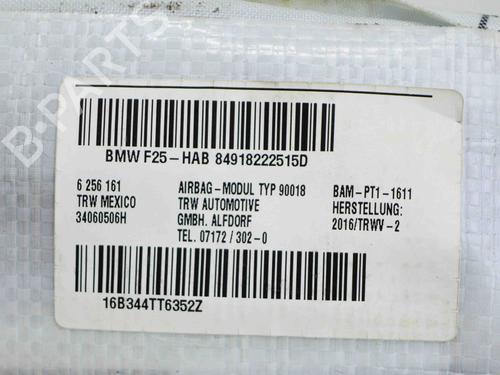 B-PARTS
BMW F25-HAB 84918222515D
6 256 161
TRW MEXICO
34060506H
AIRBAG-MODUL TYP 90018
TRW AUTOMOTIVE
GMBH. ALFDORF
TEL. 07172/302-0
BAM-PT1-1611
HERSTELLUNG:
2016/TRWV-2
16B344TT6352Z